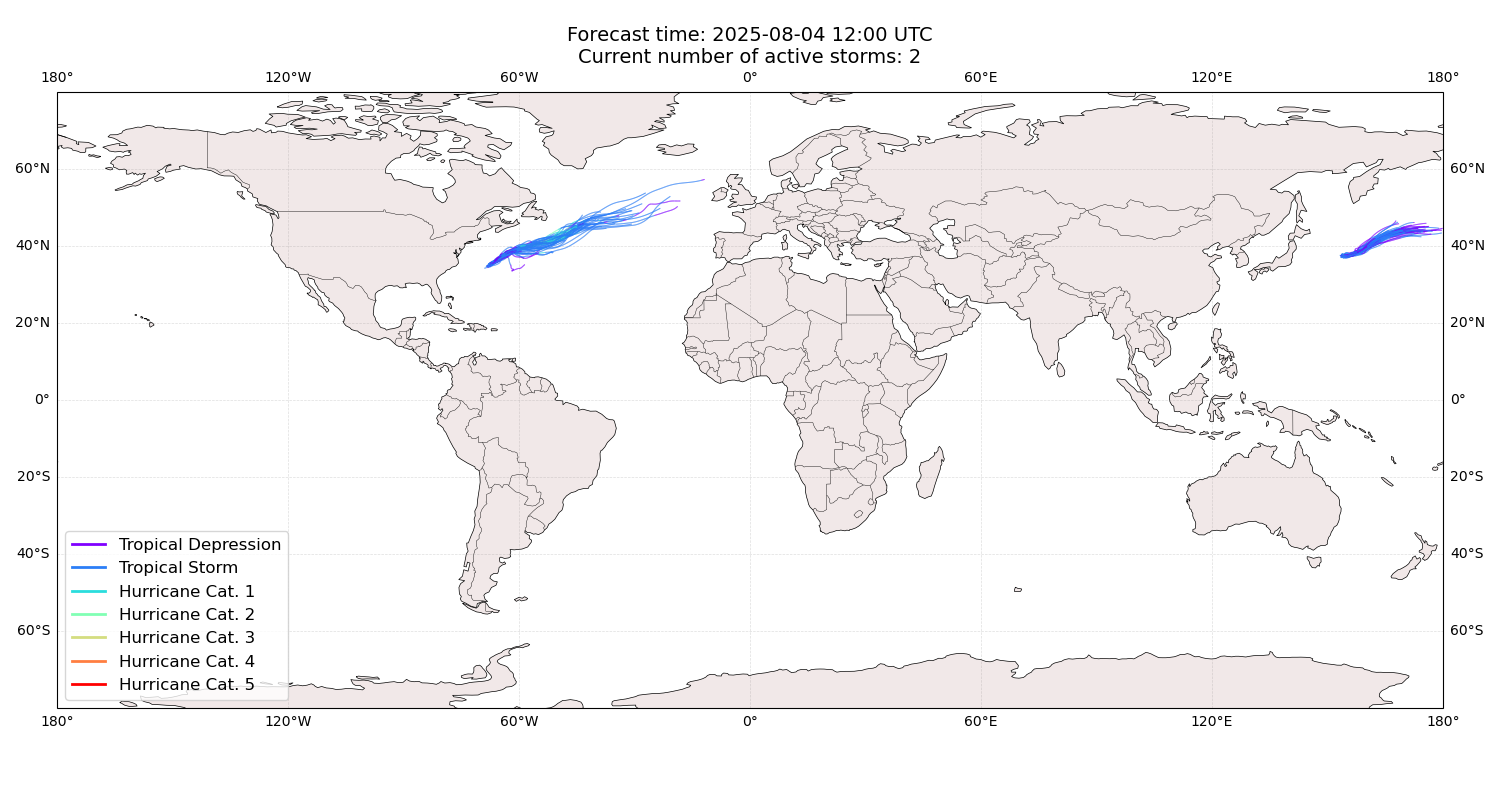 Forecast time: 2025-08-04 12:00 UTC
Current number of active storms: 2
180° 120°W 60°W 0° 60°E 120°E 180°
60°N 60°N
40°N 40°N
20°N 20°N
0° 0°
20°S 20°S
40°S 40°S
60°S 60°S
Tropical Depression
Tropical Storm
Hurricane Cat. 1
Hurricane Cat. 2
Hurricane Cat. 3
Hurricane Cat. 4
Hurricane Cat. 5
180° 120°W 60°W 0° 60°E 120°E 180°